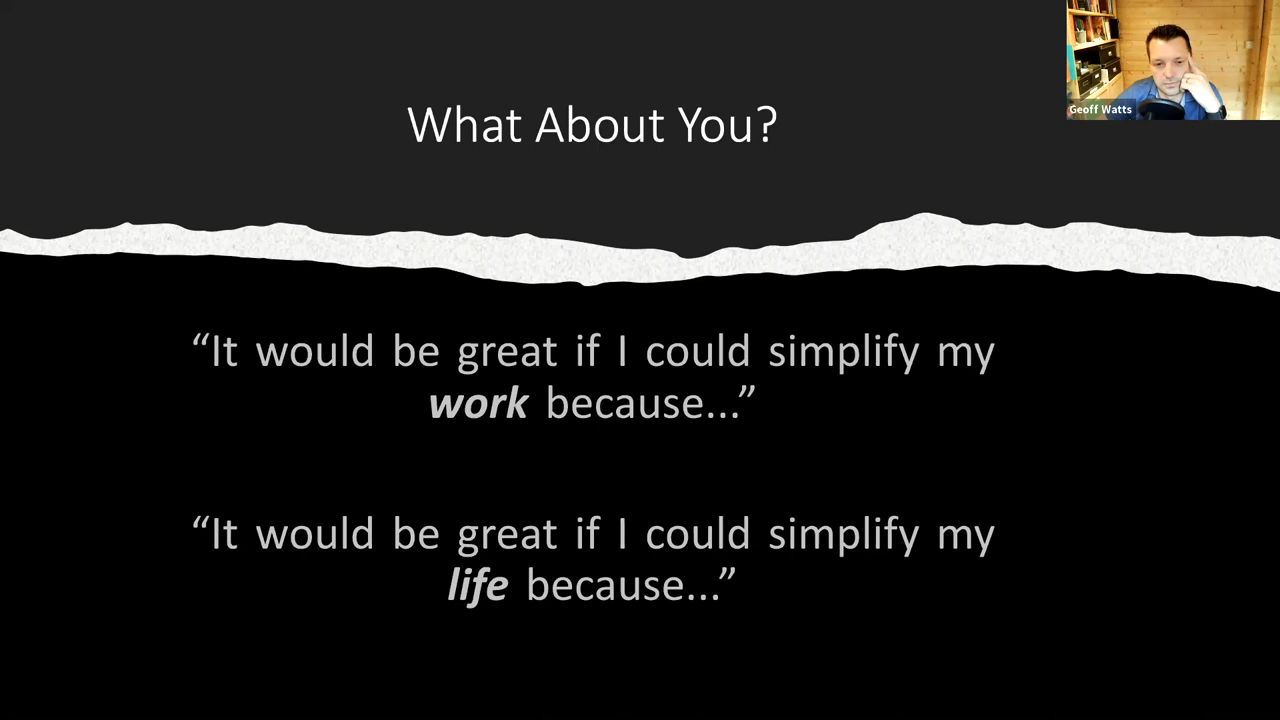 What About You?
Geoff Watts
“It would be great if I could simplify my
work because...”
“It would be great if I could simplify my
life because...”